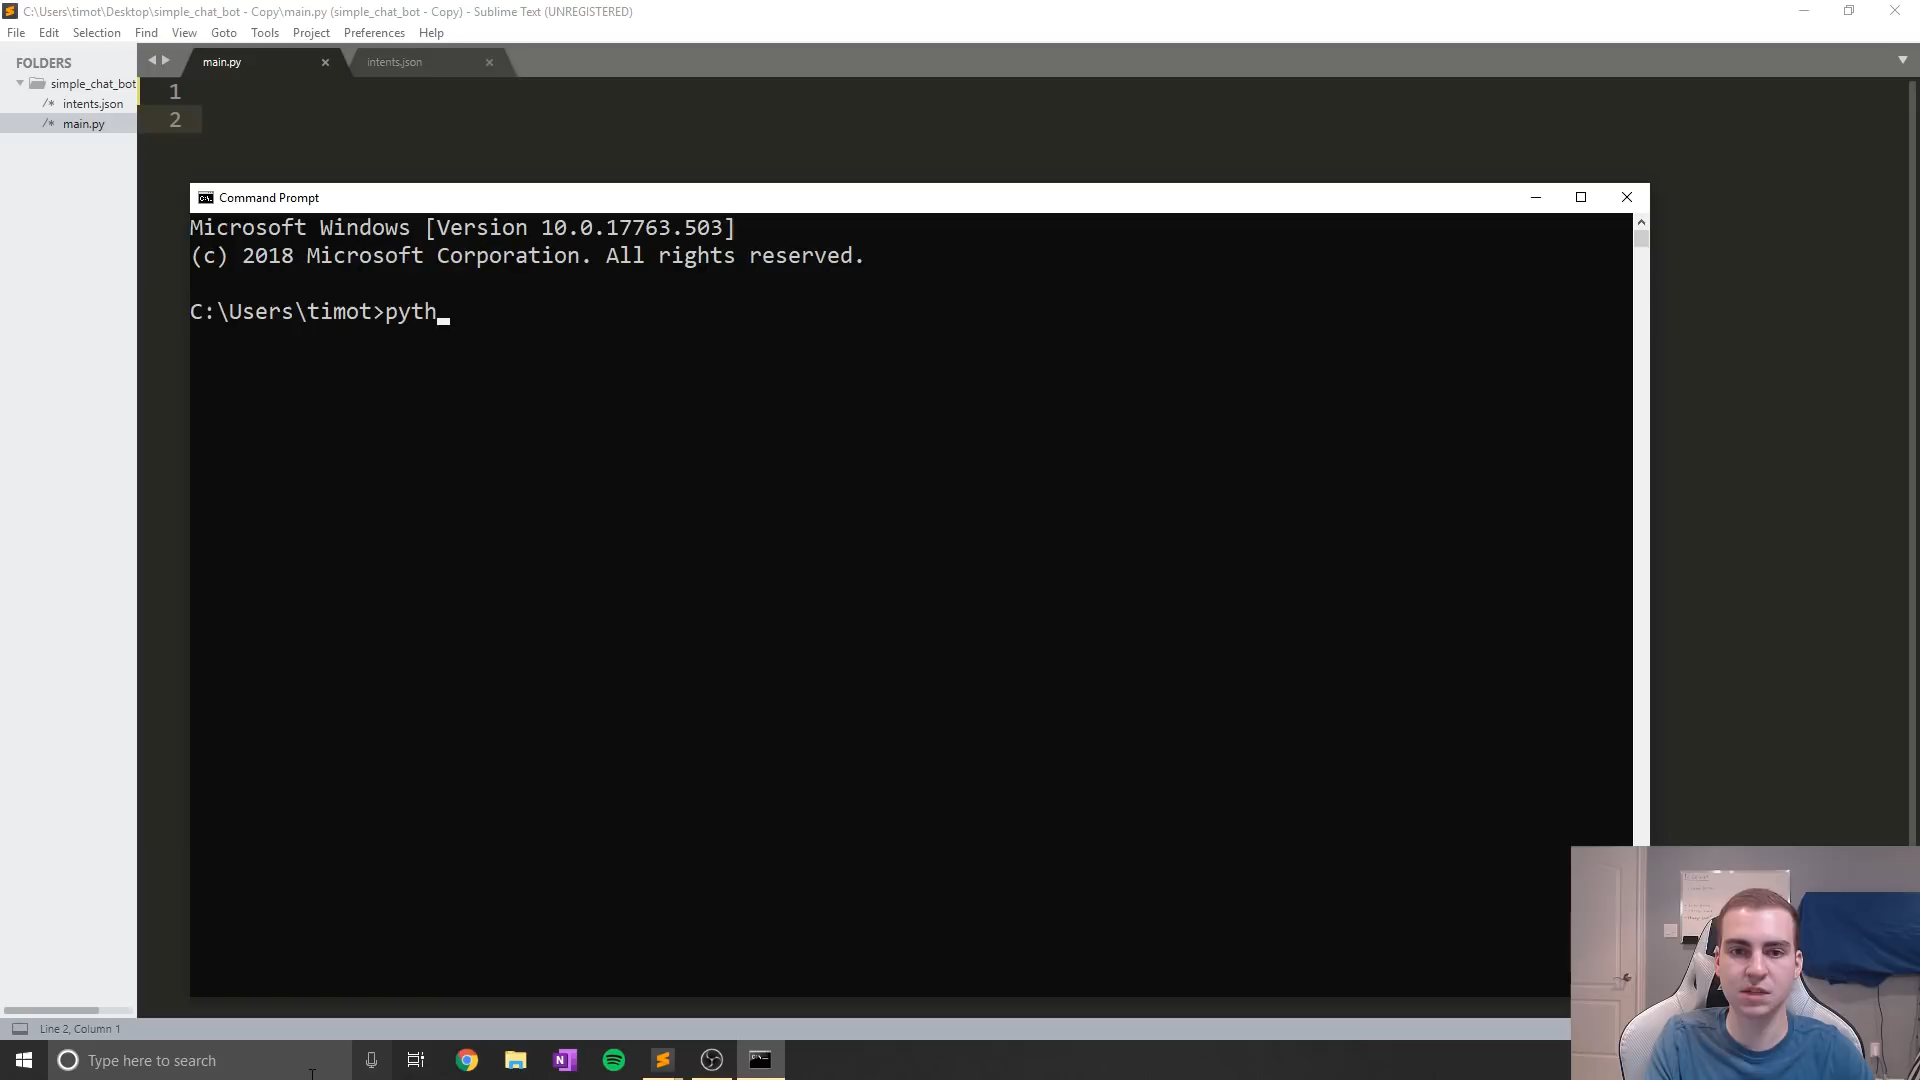 C:\Users\timot\Desktop\simple_chat_bot - Copy\main.py (simple_chat_bot - Copy) - Sublime Text (UNREGISTERED)
File Edit Selection Find View Goto Tools Project Preferences Help
FOLDERS
simple_chat_bot
/* intents.json
/* main.py
main.py
intents.json
1
2
Command Prompt
Microsoft Windows [Version 10.0.17763.503]
(c) 2018 Microsoft Corporation. All rights reserved.
C:\Users\timot>pyth
Line 2, Column 1
Type here to search